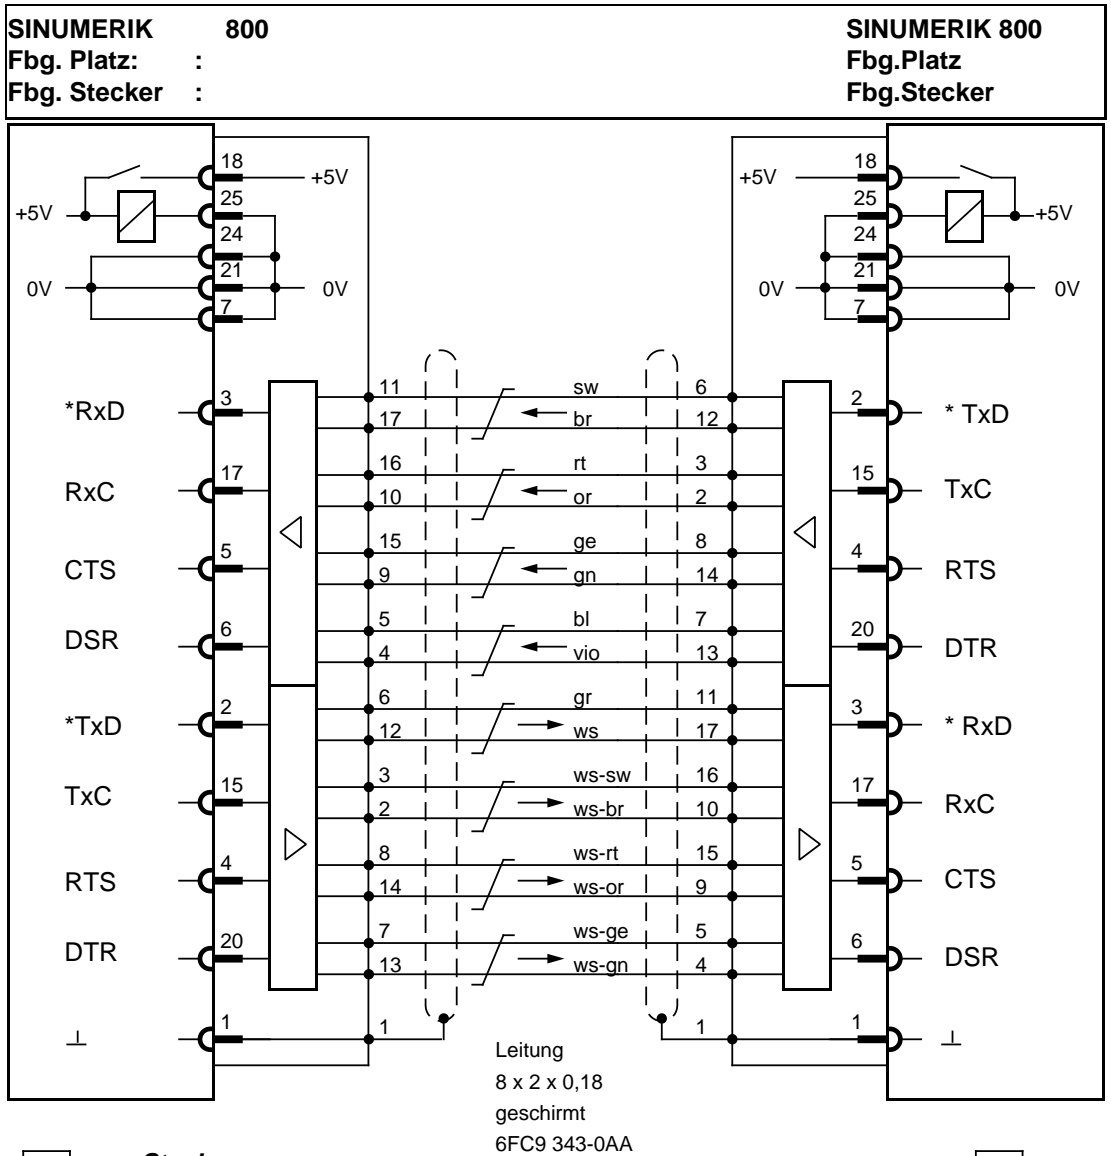 SINUMERIK 800 SINUMERIK 800
Fbg. Platz: : Fbg.Platz
Fbg. Stecker : Fbg.Stecker
18 +5V +5V 18
+5V 25 25 +5V
24 24
0V 21 0V 0V 21 0V
7 7
*RxD 3 11 sw 6 2 * TxD
17 br 12
RxC 17 16 rt 3 15 TxC
10 or 2
CTS 5 15 ge 8 4 RTS
9 gn 14
DSR 6 5 bl 7 20 DTR
4 vio 13
*TxD 2 6 gr 11 3 * RxD
12 ws 17
TxC 15 3 ws-sw 16 17 RxC
2 ws-br 10
RTS 4 8 ws-rt 15 5 CTS
14 ws-or 9
DTR 20 7 ws-ge 5 6 DSR
13 ws-gn 4
1 1 1 1
Leitung
8 x 2 x 0,18
geschirmt
6FC9 343-0AA